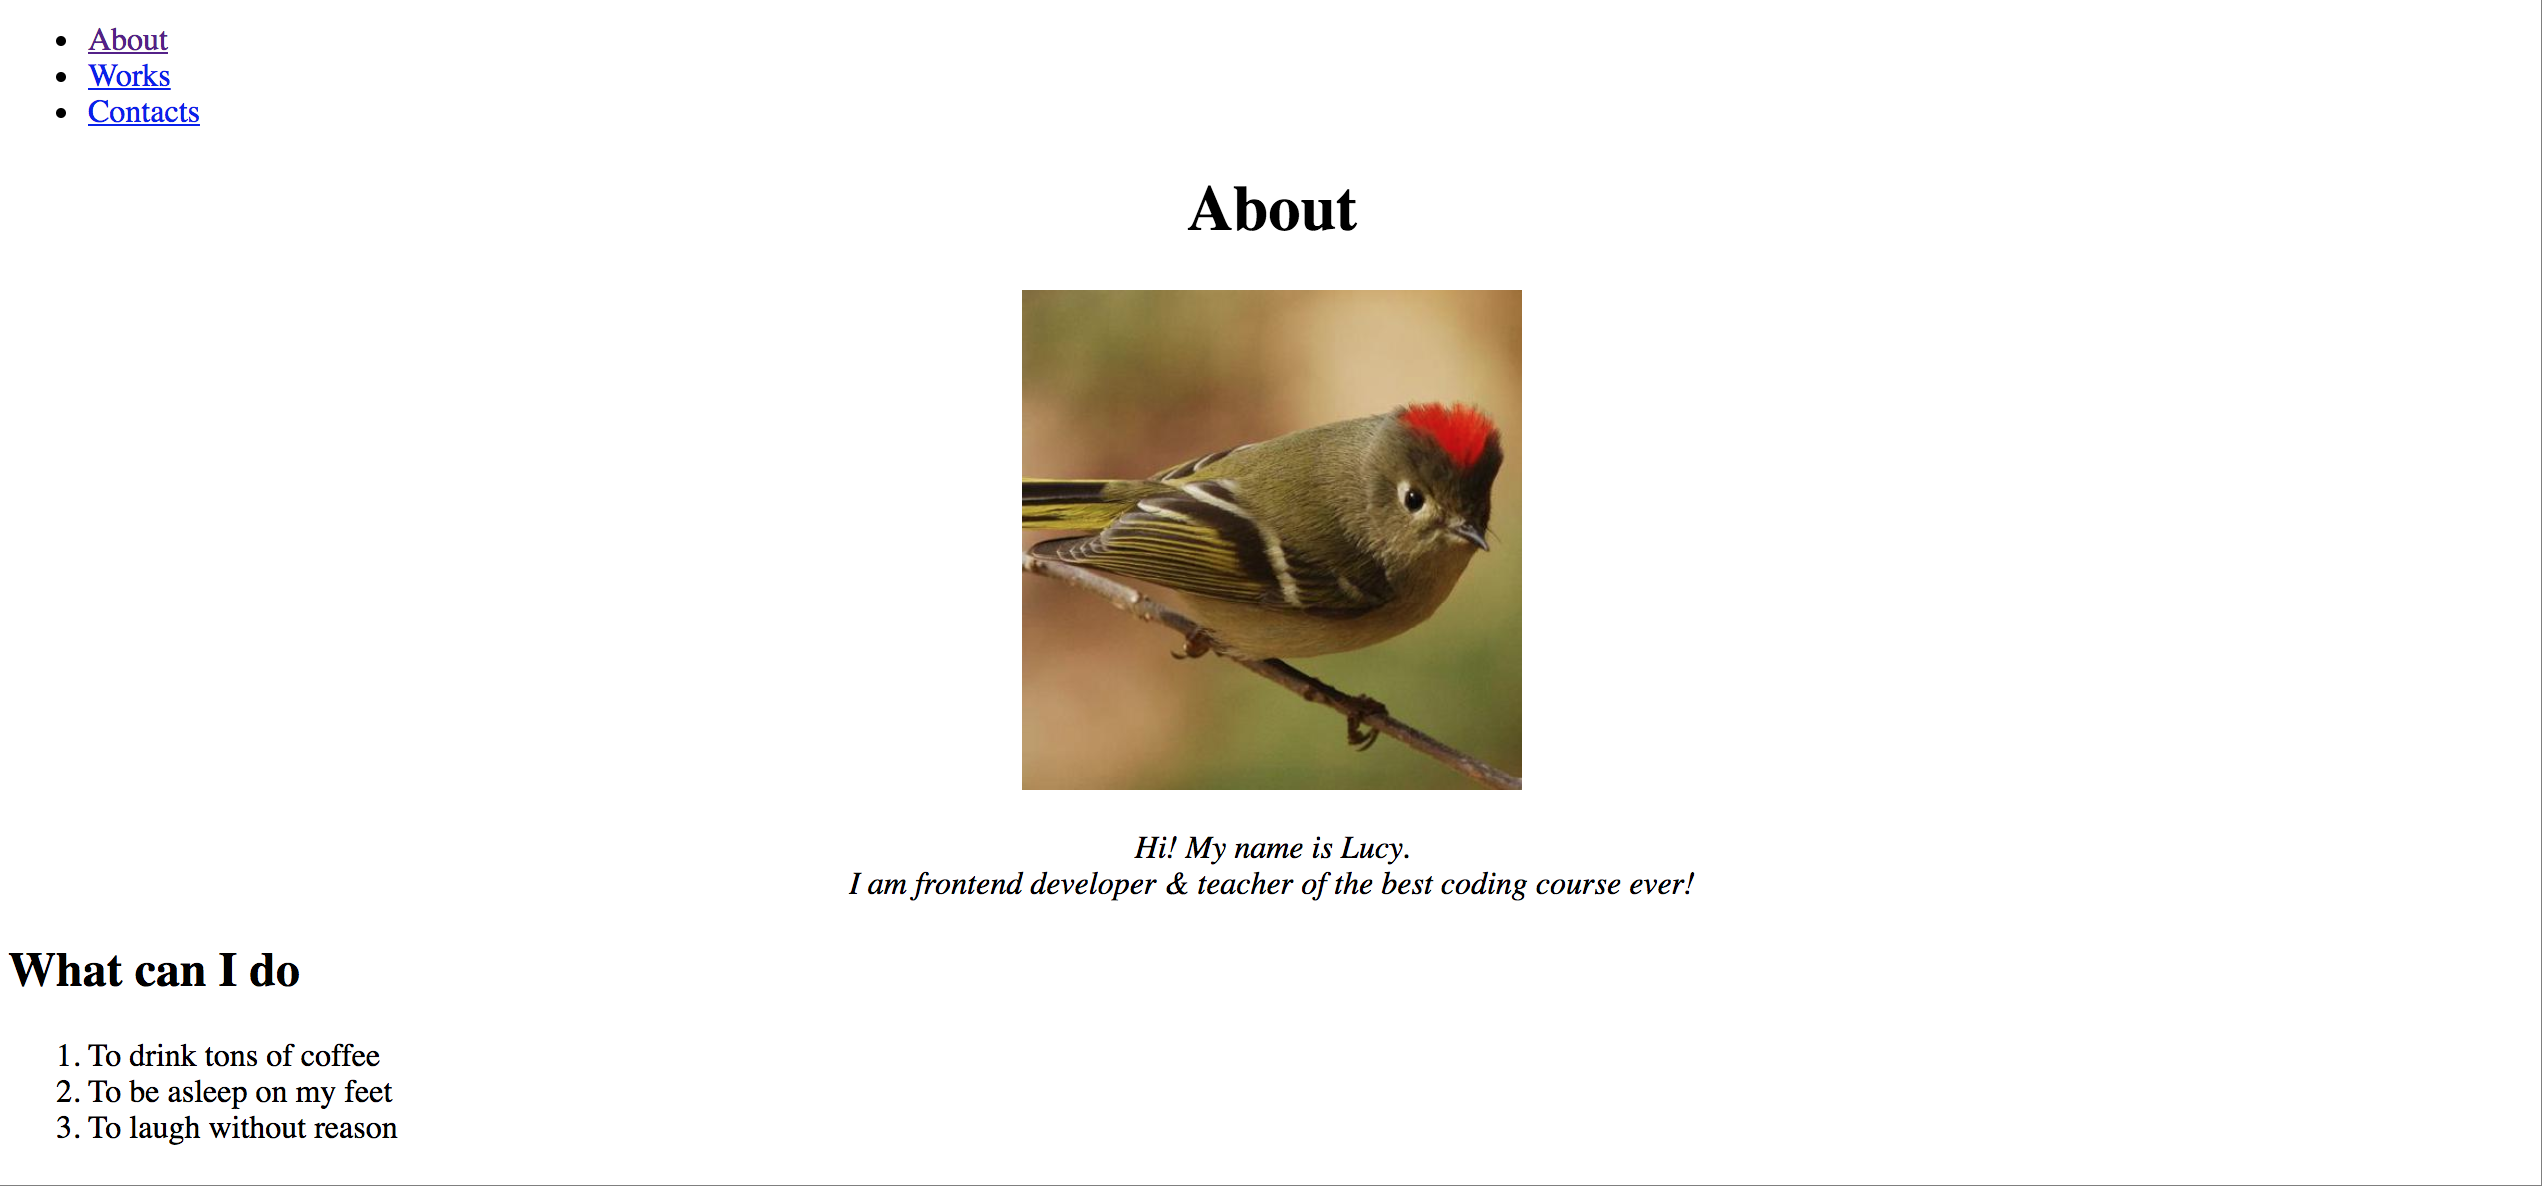 About
Works
Contacts
About
Hi! My name is Lucy.
I am frontend developer & teacher of the best coding course ever!
What can I do
1. To drink tons of coffee
2. To be asleep on my feet
3. To laugh without reason